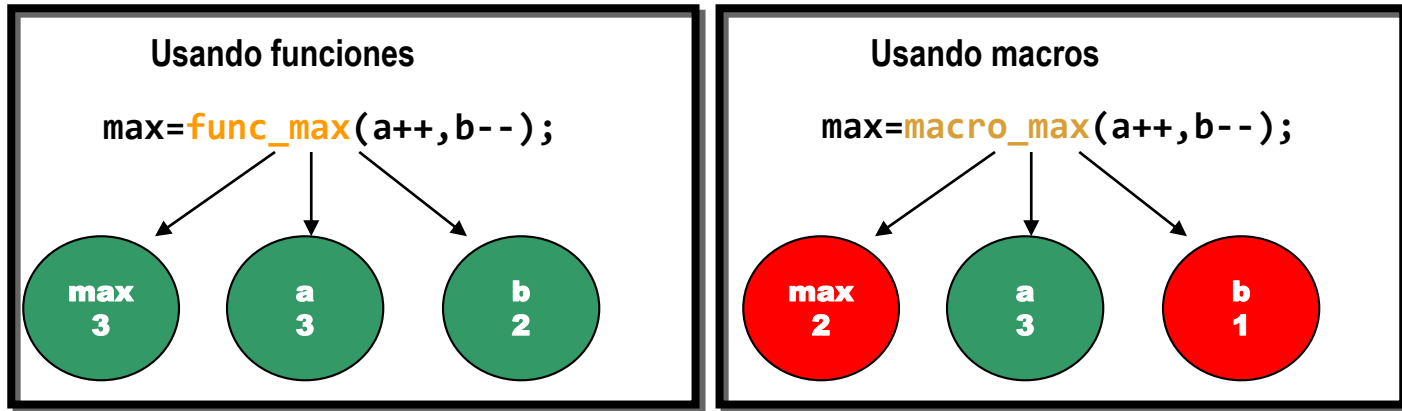 Usando funciones
max=func_max(a++,b--);
max
3
a
3
b
2
Usando macros
max=macro_max(a++,b--);
max
2
a
3
b
1